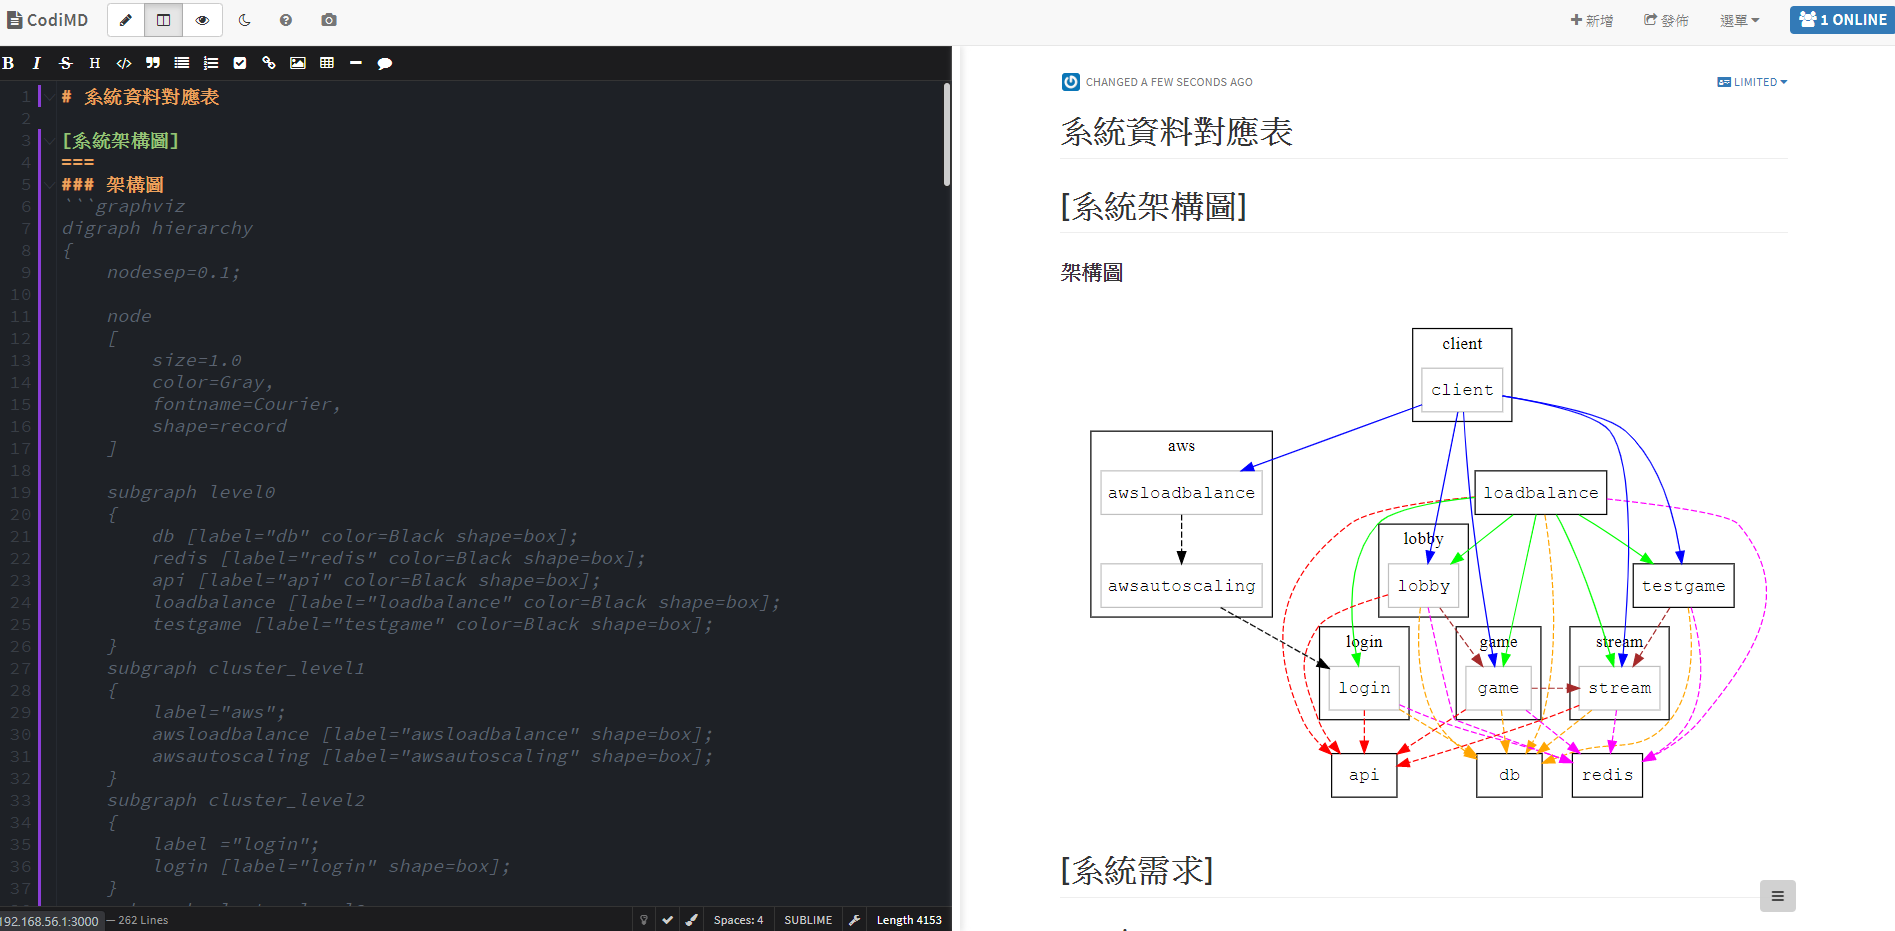 CodiMD
新增
發佈
選單
1 ONLINE
B I S H
1 # 系統資料對應表
2
3 [系統架構圖]
4 ===
5 ### 架構圖
6 ```graphviz
7 digraph hierarchy
8 {
9 nodesep=0.1;
10
11 node
12 [
13 size=1.0
14 color=Gray,
15 fontname=Courier,
16 shape=record
17 ]
18
19 subgraph level0
20 {
21 db [label="db" color=Black shape=box];
22 redis [label="redis" color=Black shape=box];
23 api [label="api" color=Black shape=box];
24 loadbalance [label="loadbalance" color=Black shape=box];
25 testgame [label="testgame" color=Black shape=box];
26 }
27 subgraph cluster_level1
28 {
29 label="aws";
30 awsloadbalance [label="awsloadbalance" shape=box];
31 awsautoscaling [label="awsautoscaling" shape=box];
32 }
33 subgraph cluster_level2
34 {
35 label ="login";
36 login [label="login" shape=box];
37 }
192.168.56.1:3000
— 262 Lines
Spaces: 4
SUBLIME
Length 4153
CHANGED A FEW SECONDS AGO
LIMITED
系統資料對應表
[系統架構圖]
架構圖
client
client
aws
awsloadbalance
loadbalance
lobby
awsautoscaling
lobby
testgame
login
game
stream
login
game
stream
api
db
redis
[系統需求]